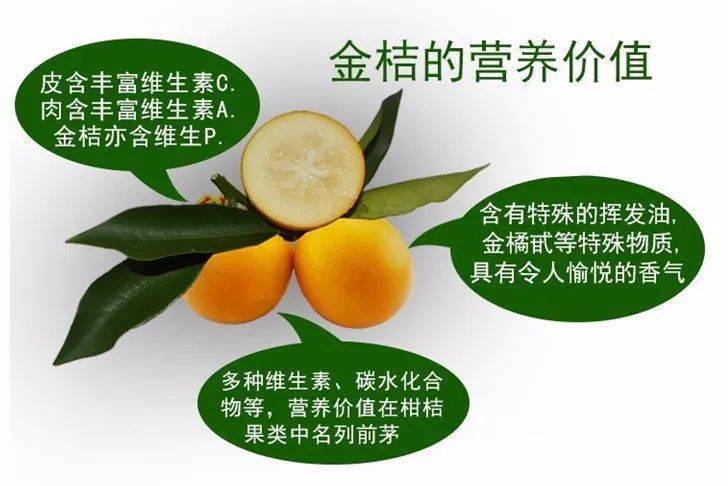 金桔的营养价值
皮含丰富维生素C.
肉含丰富维生素A.
金桔亦含维生P.
含有特殊的挥发油,
金橘甙等特殊物质,
具有令人愉悦的香气
多种维生素、碳水化合
物等，营养价值在柑桔
果类中名列前茅